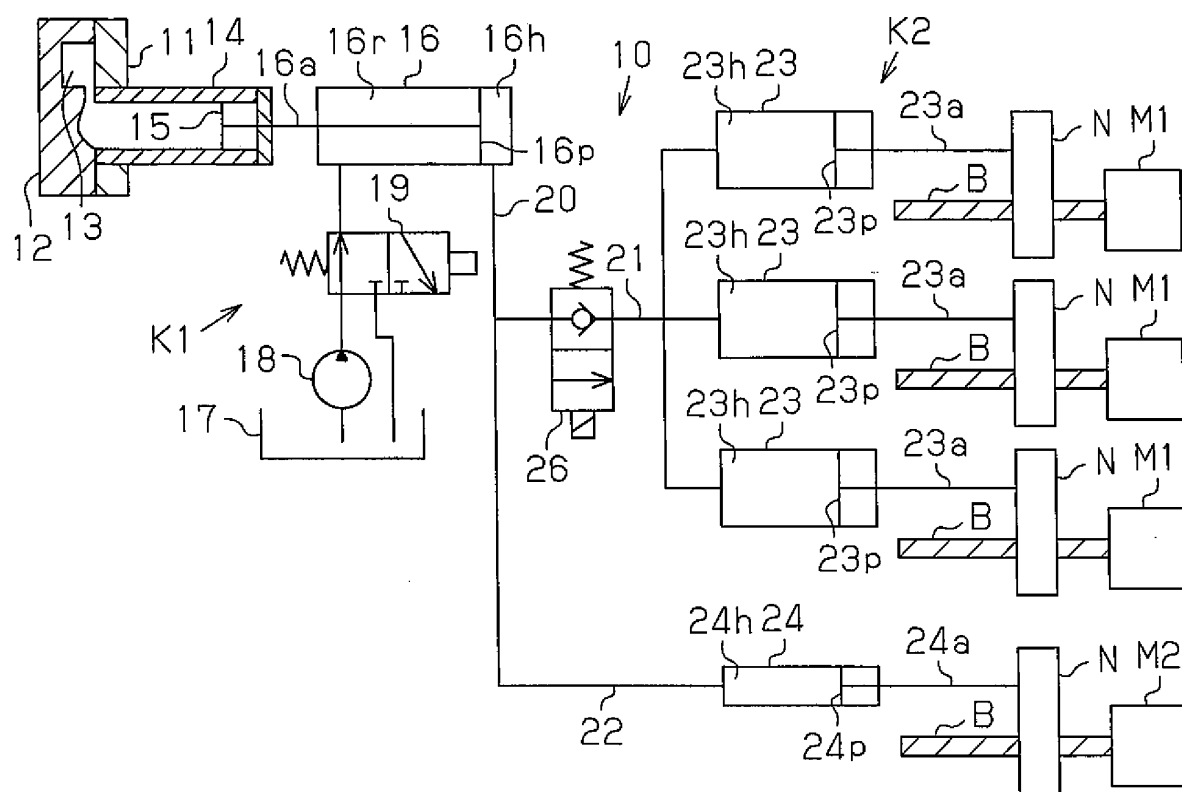 11 14 16r 16 16h 10 K2
16a 23h 23 23a N M1
15 16p B
12 13 19 20 23p
23h 23 23a N M1
21
K1 18 B
17 26 23p
23h 23 23a N M1
B
23p
24h 24 24a N M2
22 24p B